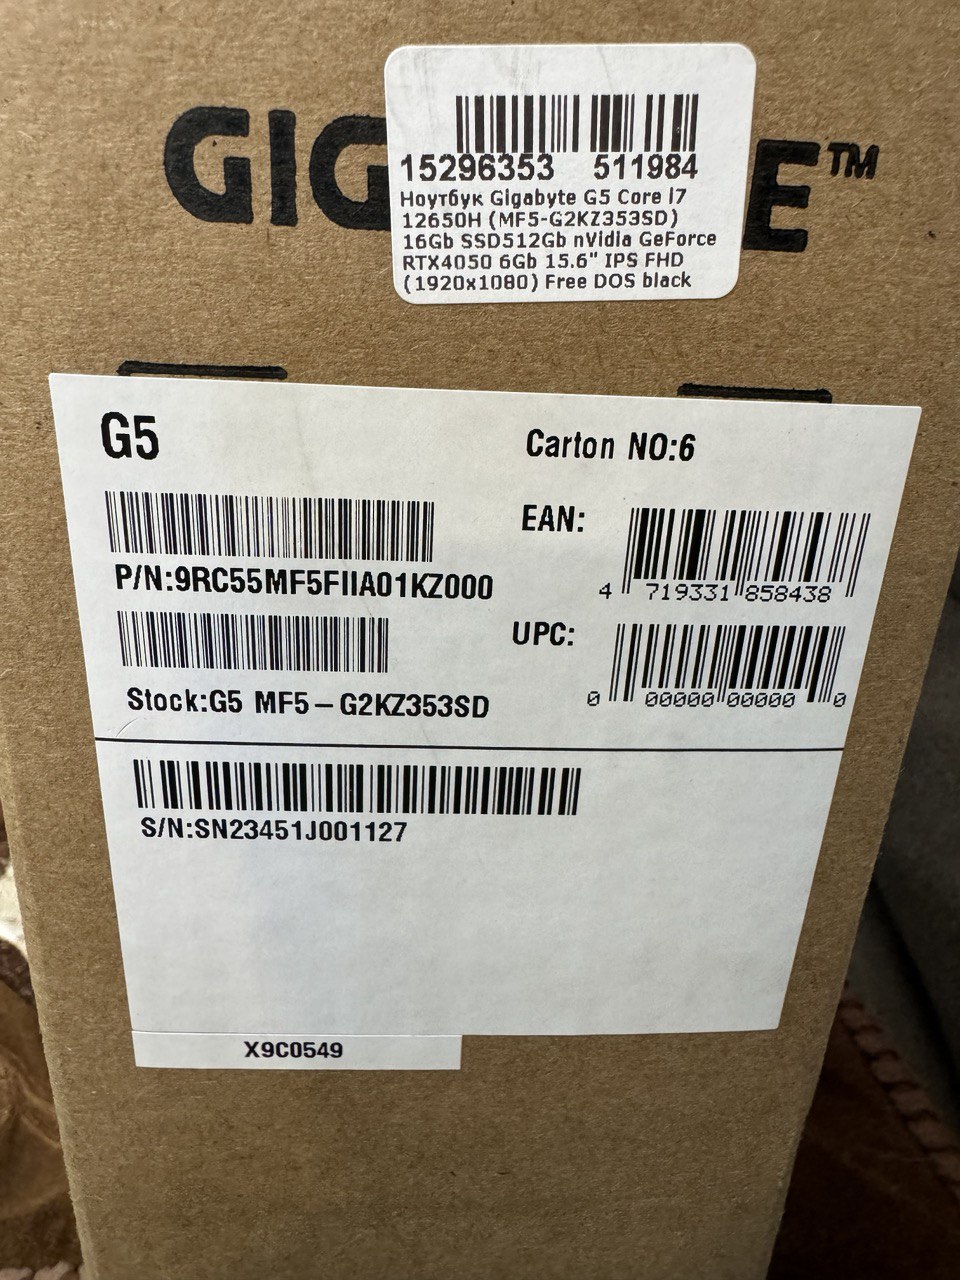 15296353 511984
Ноутбук Gigabyte G5 Core i7
12650H (MF5-G2KZ353SD)
16Gb SSD512Gb nVidia GeForce
RTX4050 6Gb 15.6" IPS FHD
(1920x1080) Free DOS black
G5
Carton NO:6
P/N:9RC55MF5FIIA01KZ000
EAN:
4 719331 858438
Stock:G5 MF5-G2KZ353SD
UPC:
0 00000 00000 0
S/N:SN23451J001127
X9C0549